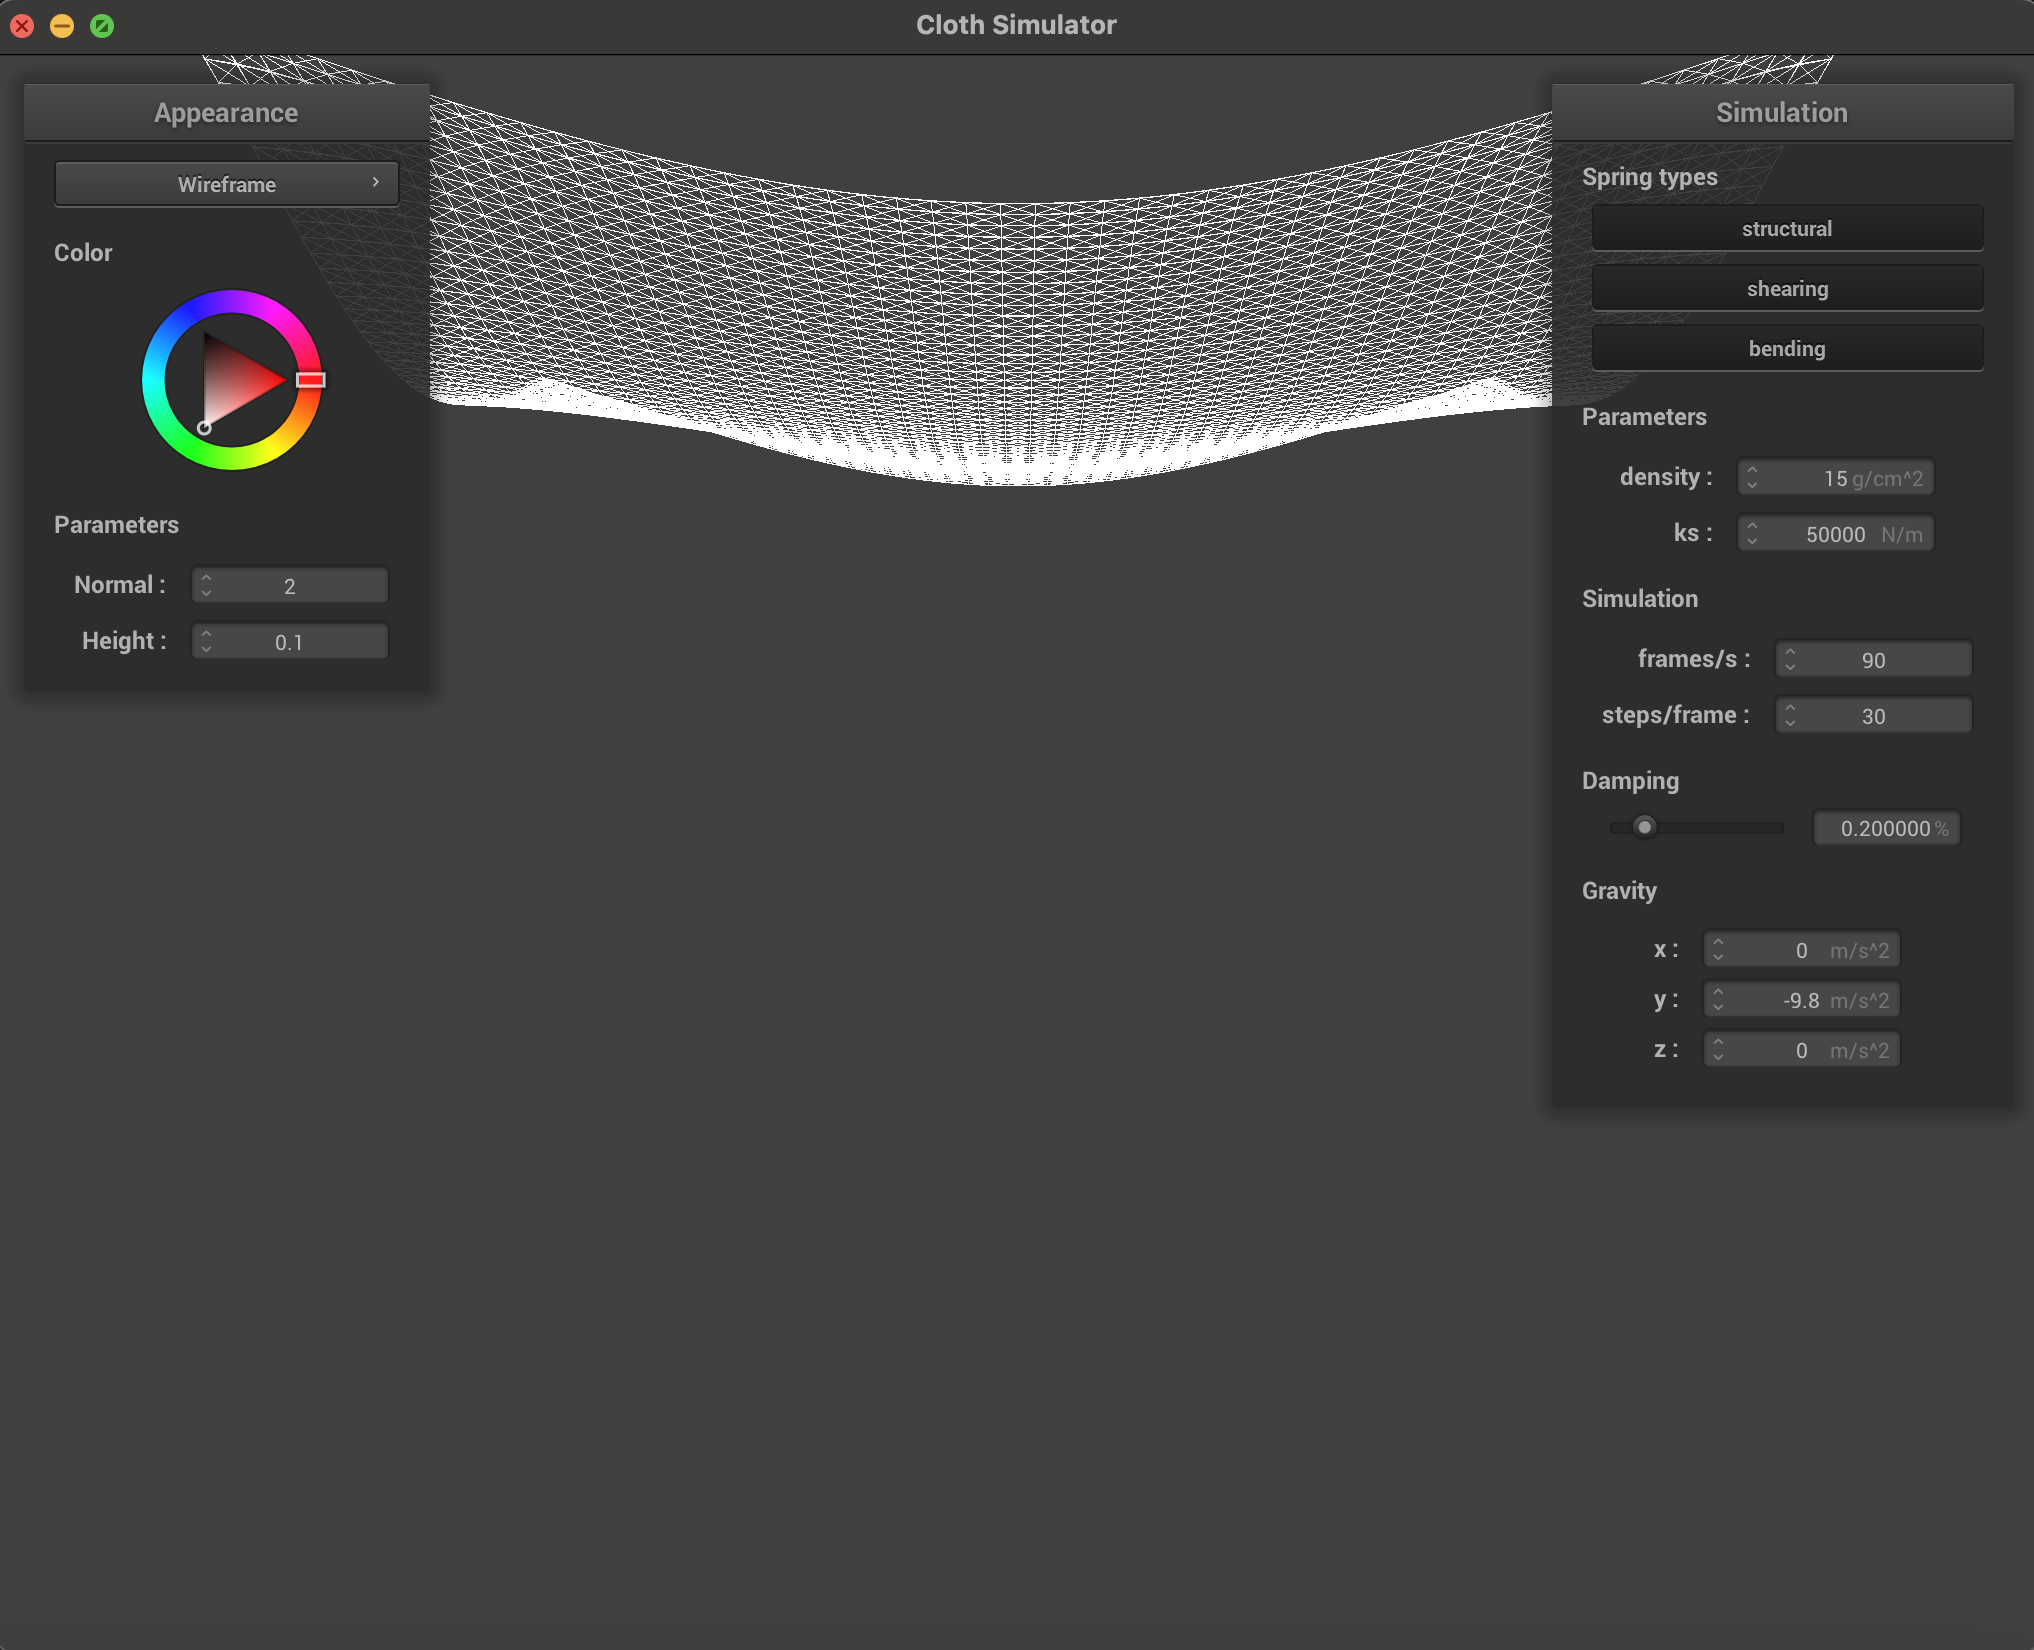 Cloth Simulator
Appearance
Wireframe
Color
Parameters
Normal : 2
Height : 0.1
Simulation
Spring types
structural
shearing
bending
Parameters
density : 15 g/cm^2
ks : 50000 N/m
Simulation
frames/s : 90
steps/frame : 30
Damping
0.200000 %
Gravity
x : 0 m/s^2
y : -9.8 m/s^2
z : 0 m/s^2